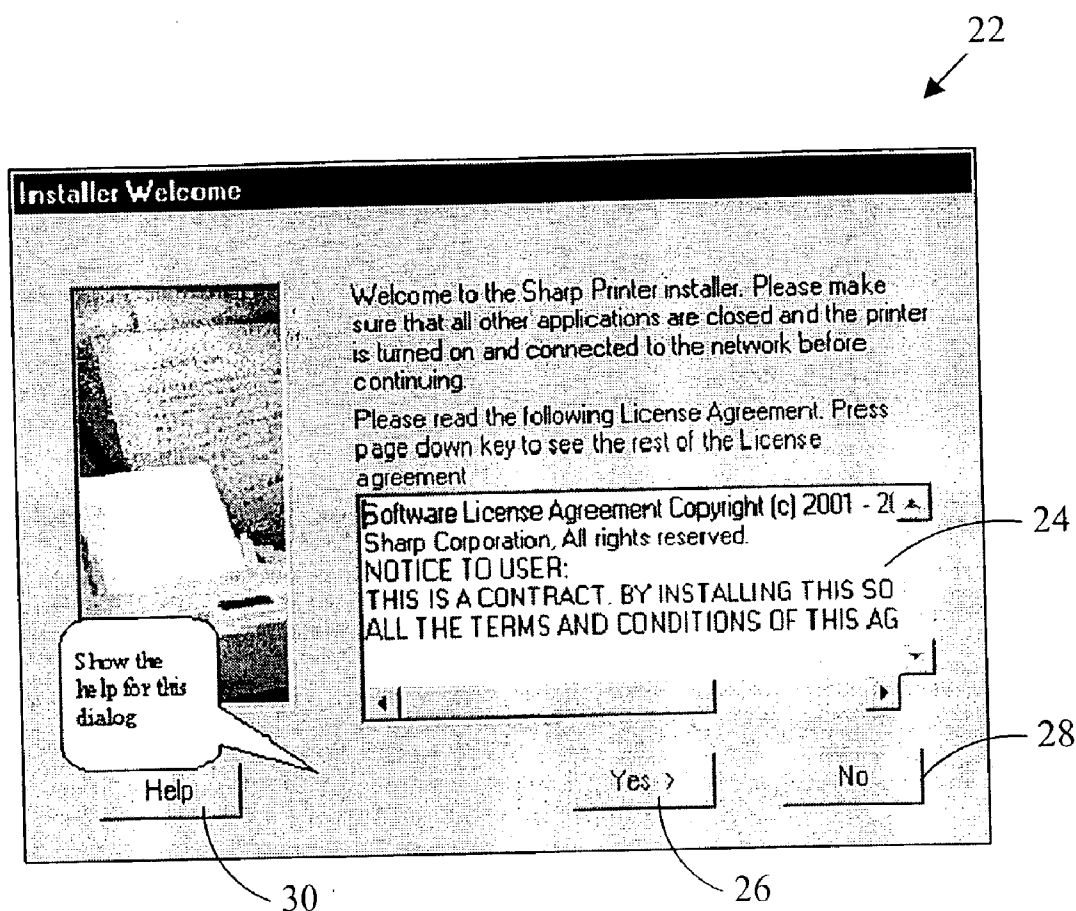 22
Installer Welcome
Welcome to the Sharp Printer installer. Please make
sure that all other applications are closed and the printer
is turned on and connected to the network before
continuing.
Please read the following License Agreement. Press
page down key to see the rest of the License
agreement
Software License Agreement Copyright (c) 2001 - 20
Sharp Corporation, All rights reserved.
NOTICE TO USER:
THIS IS A CONTRACT. BY INSTALLING THIS SO
ALL THE TERMS AND CONDITIONS OF THIS AG
24
Show the
help for this
dialog
Help
Yes >
No
28
30
26